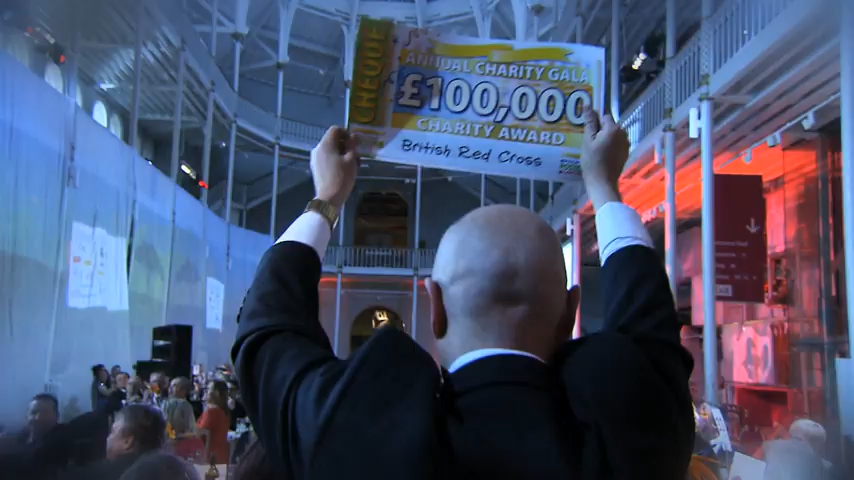 CHEQUE
ANNUAL CHARITY GALA
£100,000
CHARITY AWARD
British Red Cross